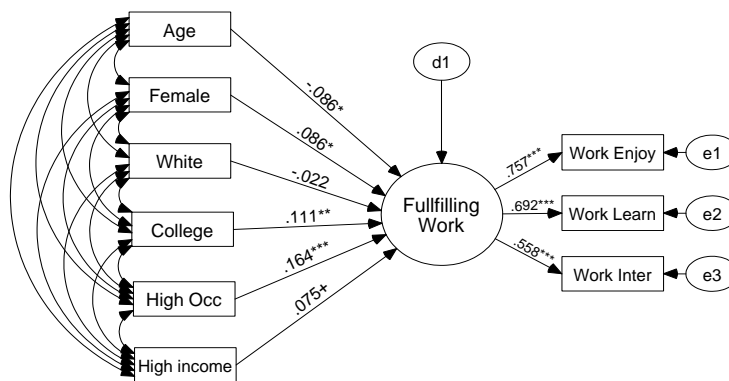 Age
-.086*
d1
Female
.086*
White
-.022
Fullfilling
Work
College
.111**
High Occ
.164***
High income
.075+
.757***
Work Enjoy
e1
.692***
Work Learn
e2
.558***
Work Inter
e3